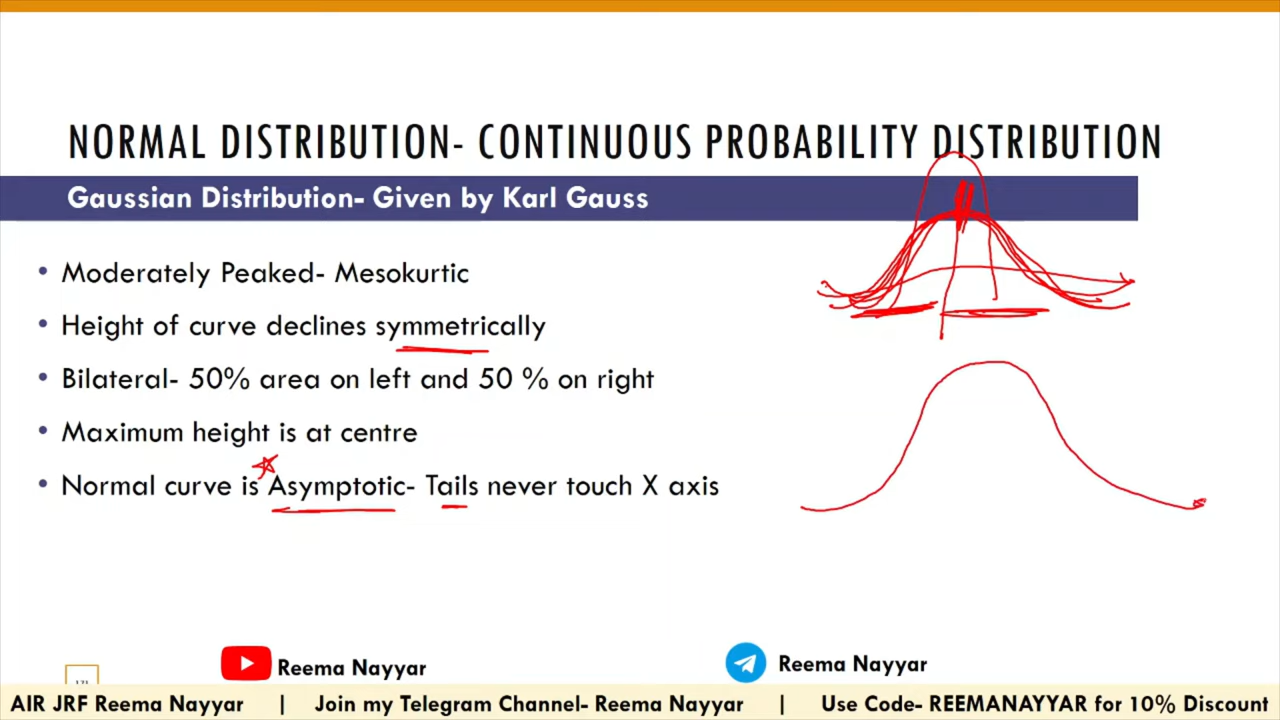 NORMAL DISTRIBUTION- CONTINUOUS PROBABILITY DISTRIBUTION
Gaussian Distribution- Given by Karl Gauss
• Moderately Peaked- Mesokurtic
• Height of curve declines symmetrically
• Bilateral- 50% area on left and 50 % on right
• Maximum height is at centre
• Normal curve is Asymptotic- Tails never touch X axis
Reema Nayyar
Reema Nayyar
AIR JRF Reema Nayyar | Join my Telegram Channel- Reema Nayyar | Use Code- REEMANAYYAR for 10% Discount